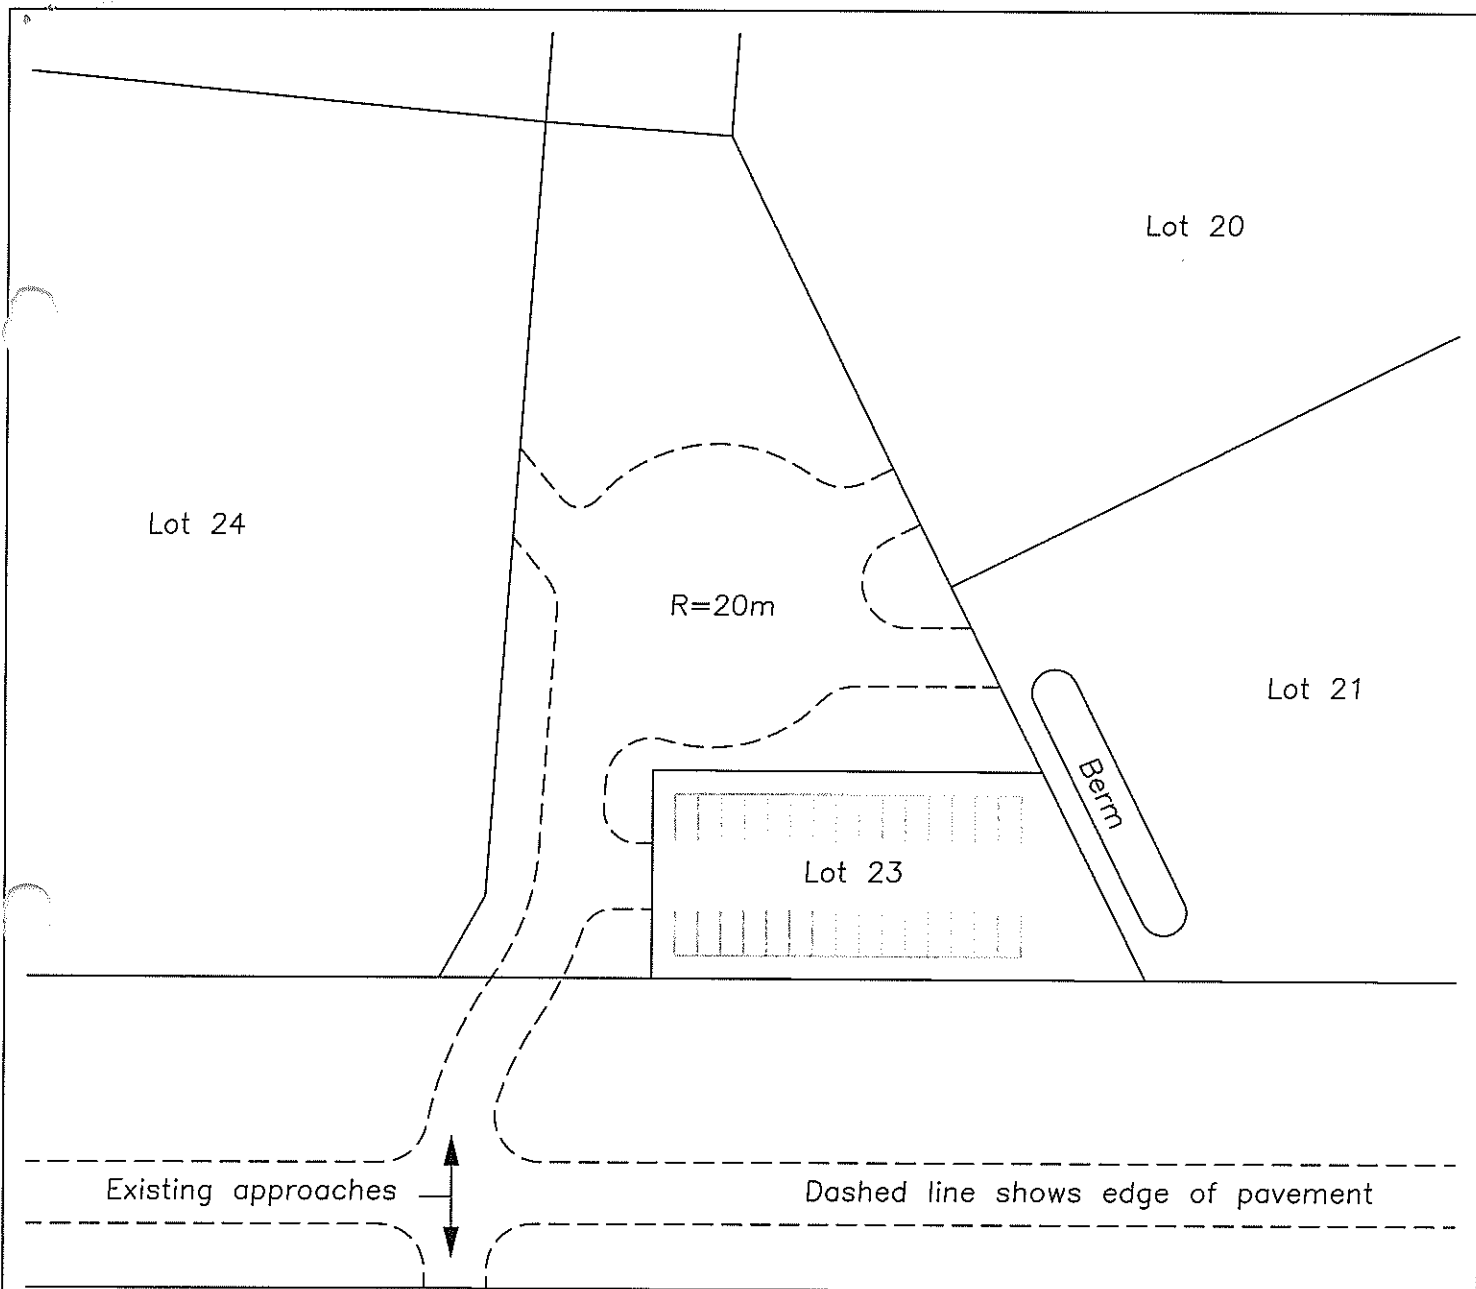 Lot 20
Lot 24
R=20m
Lot 21
Berm
Lot 23
Existing approaches
Dashed line shows edge of pavement